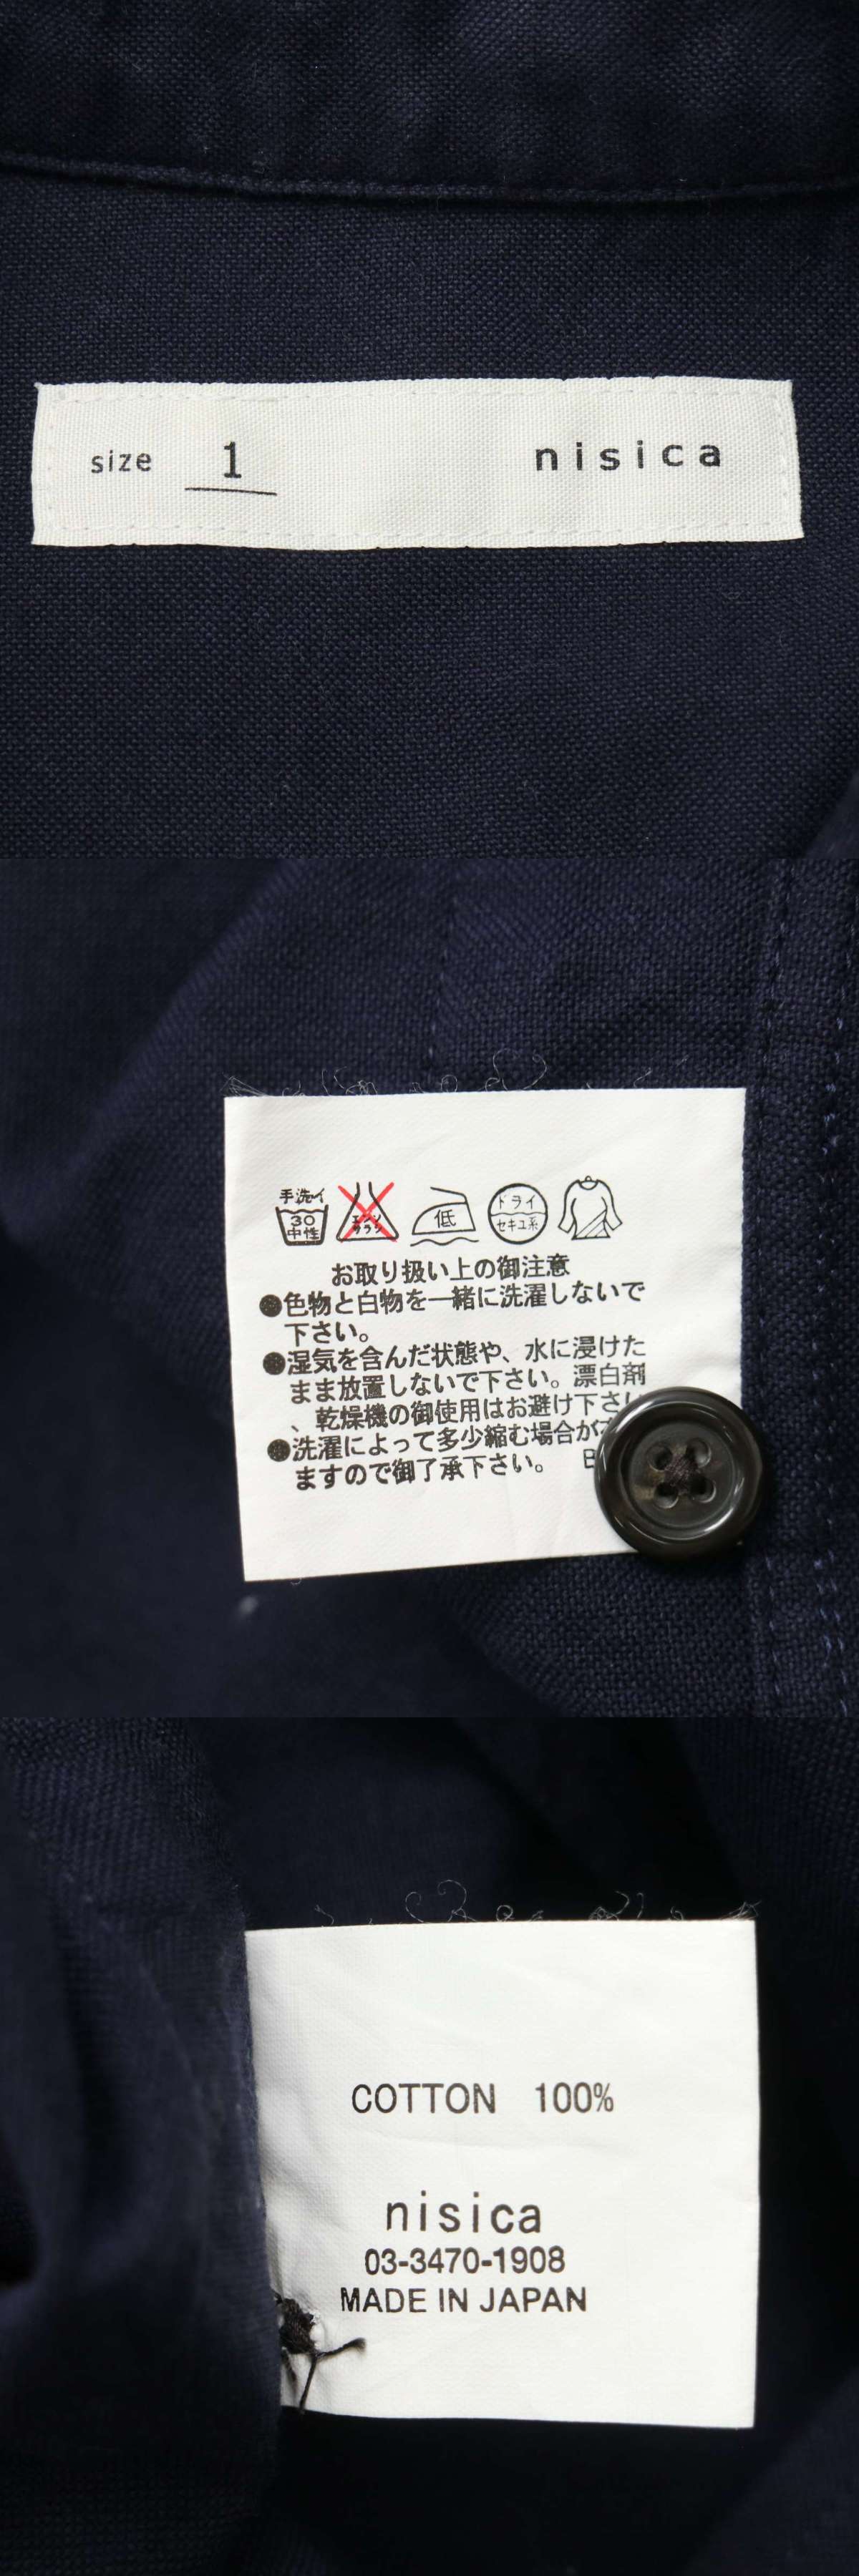 size 1 nisica
手洗イ
30
中性
エンソ
サラシ
低
ドライ
セキユ系
お取り扱い上の御注意
●色物と白物を一緒に洗濯しないで
下さい。
●湿気を含んだ状態や、水に浸けた
まま放置しないで下さい。漂白剤
、乾燥機の御使用はお避け下さい
●洗濯によって多少縮む場合が
ますので御了承下さい。
COTTON 100%
nisica
03-3470-1908
MADE IN JAPAN